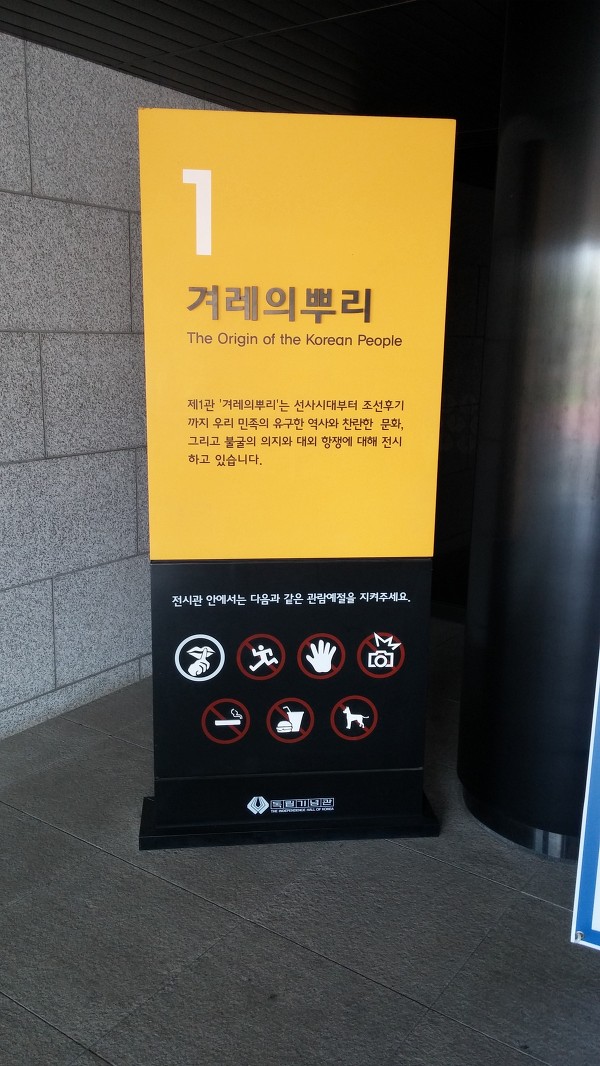 1
겨레의뿌리
The Origin of the Korean People
제1관 '겨레의뿌리'는 선사시대부터 조선후기
까지 우리 민족의 유구한 역사와 찬란한 문화,
그리고 불굴의 의지와 대외 항쟁에 대해 전시
하고 있습니다.
전시관 안에서는 다음과 같은 관람예절을 지켜주세요.
독립기념관
THE INDEPENDENCE HALL OF KOREA